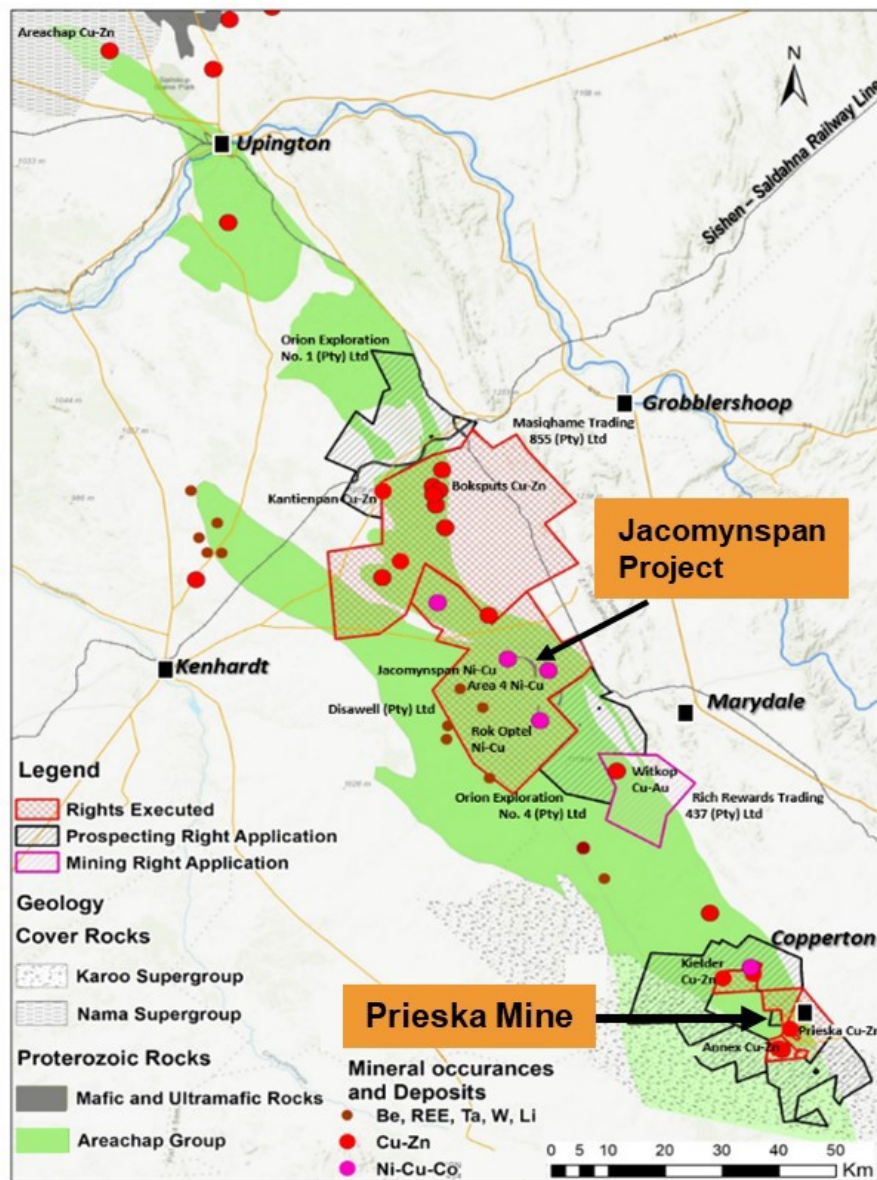 Areachap Cu-Zn
N
Upington
Sishen – Saldahna Railway Line
Orion Exploration
No. 1 (Pty) Ltd
Grobblershoop
Masiqhame Trading
855 (Pty) Ltd
Kantienpan Cu-Zn
Boksputs Cu-Zn
Jacomynspan
Project
Kenhardt
Jacomynspan Ni-Cu
Area 4 Ni-Cu
Disawell (Pty) Ltd
Rok Optel
Ni-Cu
Marydale
Witkop
Cu-Au
Orion Exploration
No. 4 (Pty) Ltd
Rich Rewards Trading
437 (Pty) Ltd
Legend
Rights Executed
Prospecting Right Application
Mining Right Application
Geology
Cover Rocks
Karoo Supergroup
Nama Supergroup
Proterozoic Rocks
Mafic and Ultramafic Rocks
Areachap Group
Copperton
Kielder
Cu-Zn
Prieska Mine
Prieska Cu-Zn
Annex Cu-Zn
Mineral occurances
and Deposits
Be, REE, Ta, W, Li
Cu-Zn
Ni-Cu-Co
0 5 10 20 30 40 50
Km